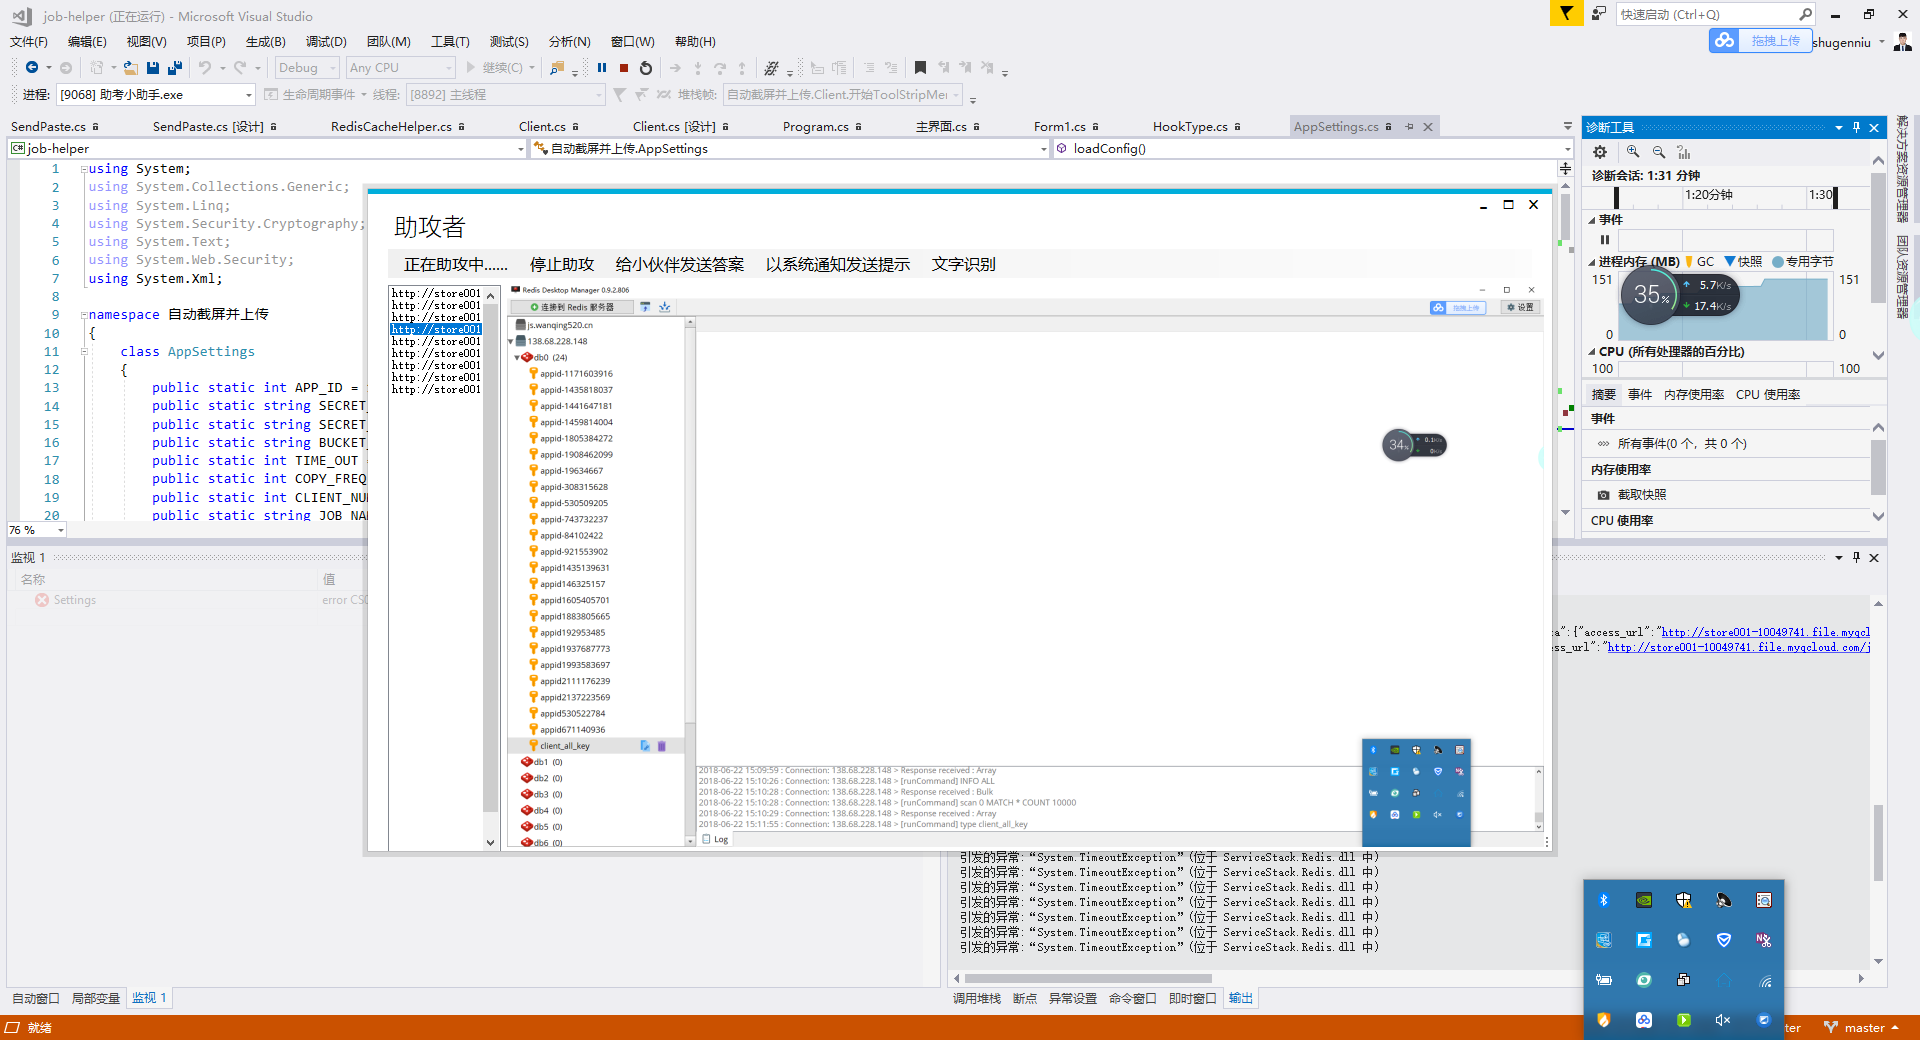 job-helper (正在运行) - Microsoft Visual Studio
快速启动 (Ctrl+Q)
文件(F) 编辑(E) 视图(V) 项目(P) 生成(B) 调试(D) 团队(M) 工具(T) 测试(S) 分析(N) 窗口(W) 帮助(H)
拖拽上传 shugenniu
Debug Any CPU 继续(C)
进程: [9068] 助考小助手.exe 生命周期事件 线程: [8892] 主线程 堆栈帧: 自动截屏并上传.Client.开始ToolStripMe
SendPaste.cs SendPaste.cs [设计] RedisCacheHelper.cs Client.cs Client.cs [设计] Program.cs 主界面.cs Form1.cs HookType.cs AppSettings.cs
job-helper 自动截屏并上传.AppSettings loadConfig()
1 using System;
2 using System.Collections.Generic;
3 using System.Linq;
4 using System.Security.Cryptography;
5 using System.Text;
6 using System.Web.Security;
7 using System.Xml;
8
9 namespace 自动截屏并上传
10 {
11 class AppSettings
12 {
13 public static int APP_ID =
14 public static string SECRET_
15 public static string SECRET_
16 public static string BUCKET_
17 public static int TIME_OUT
18 public static int COPY_FREQ
19 public static int CLIENT_NU
20 public static string JOB_NA
76 %
助攻者
正在助攻中...... 停止助攻 给小伙伴发送答案 以系统通知发送提示 文字识别
http://store001
http://store001
http://store001
http://store001
http://store001
http://store001
http://store001
http://store001
http://store001
Redis Desktop Manager 0.9.2.806
连接到 Redis 服务器 拖拽上传 设置
js.wanqing520.cn
138.68.228.148
db0 (24)
appid-1171603916
appid-1435818037
appid-1441647181
appid-1459814004
appid-1805384272
appid-1908462099
appid-19634667
appid-308315628
appid-530509205
appid-743732237
appid-84102422
appid-921553902
appid1435139631
appid146325157
appid1605405701
appid1883805665
appid192953485
appid1937687773
appid1993583697
appid2111176239
appid2137223569
appid530522784
appid671140936
client_all_key
db1 (0)
db2 (0)
db3 (0)
db4 (0)
db5 (0)
db6 (0)
34%
0.1K/s
0K/s
2018-06-22 15:09:59 : Connection: 138.68.228.148 > Response received : Array
2018-06-22 15:10:26 : Connection: 138.68.228.148 > [runCommand] INFO ALL
2018-06-22 15:10:28 : Connection: 138.68.228.148 > Response received : Bulk
2018-06-22 15:10:28 : Connection: 138.68.228.148 > [runCommand] scan 0 MATCH * COUNT 10000
2018-06-22 15:10:29 : Connection: 138.68.228.148 > Response received : Array
2018-06-22 15:11:55 : Connection: 138.68.228.148 > [runCommand] type client_all_key
Log
诊断工具
诊断会话: 1:31 分钟
1:20分钟 1:30
事件
进程内存 (MB) GC 快照 专用字节
151 151
35% 5.7K/s
17.4K/s
0 0
CPU (所有处理器的百分比)
100 100
摘要 事件 内存使用率 CPU 使用率
事件
所有事件(0 个，共 0 个)
内存使用率
截取快照
CPU 使用率
解决方案资源管理器
团队资源管理器
监视 1
名称 值
Settings error CS0
a":{"access_url":"http://store001-10049741.file.myqcl
ss_url":"http://store001-10049741.file.myqcloud.com/j
引发的异常:“System.TimeoutException”(位于 ServiceStack.Redis.dll 中)
引发的异常:“System.TimeoutException”(位于 ServiceStack.Redis.dll 中)
引发的异常:“System.TimeoutException”(位于 ServiceStack.Redis.dll 中)
引发的异常:“System.TimeoutException”(位于 ServiceStack.Redis.dll 中)
引发的异常:“System.TimeoutException”(位于 ServiceStack.Redis.dll 中)
引发的异常:“System.TimeoutException”(位于 ServiceStack.Redis.dll 中)
引发的异常:“System.TimeoutException”(位于 ServiceStack.Redis.dll 中)
自动窗口 局部变量 监视 1
调用堆栈 断点 异常设置 命令窗口 即时窗口 输出
就绪
ter master